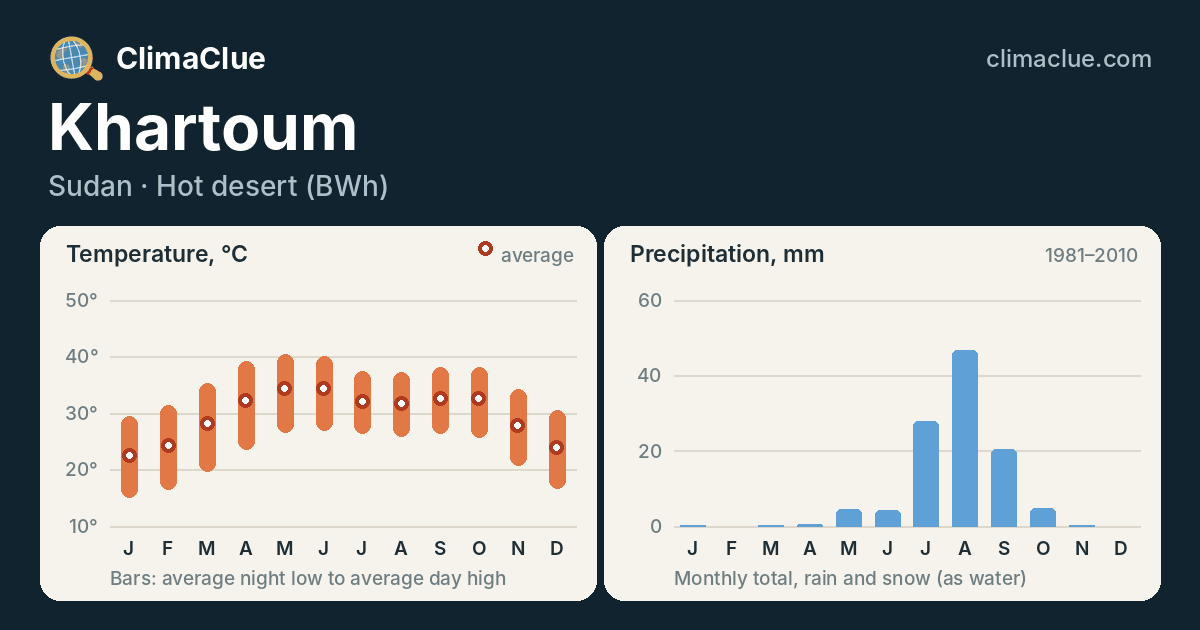 ClimaClue
climaclue.com
Khartoum
Sudan · Hot desert (BWh)
Temperature, °C
average
50°
40°
30°
20°
10°
J F M A M J J A S O N D
Bars: average night low to average day high
Precipitation, mm
1981–2010
60
40
20
0
J F M A M J J A S O N D
Monthly total, rain and snow (as water)